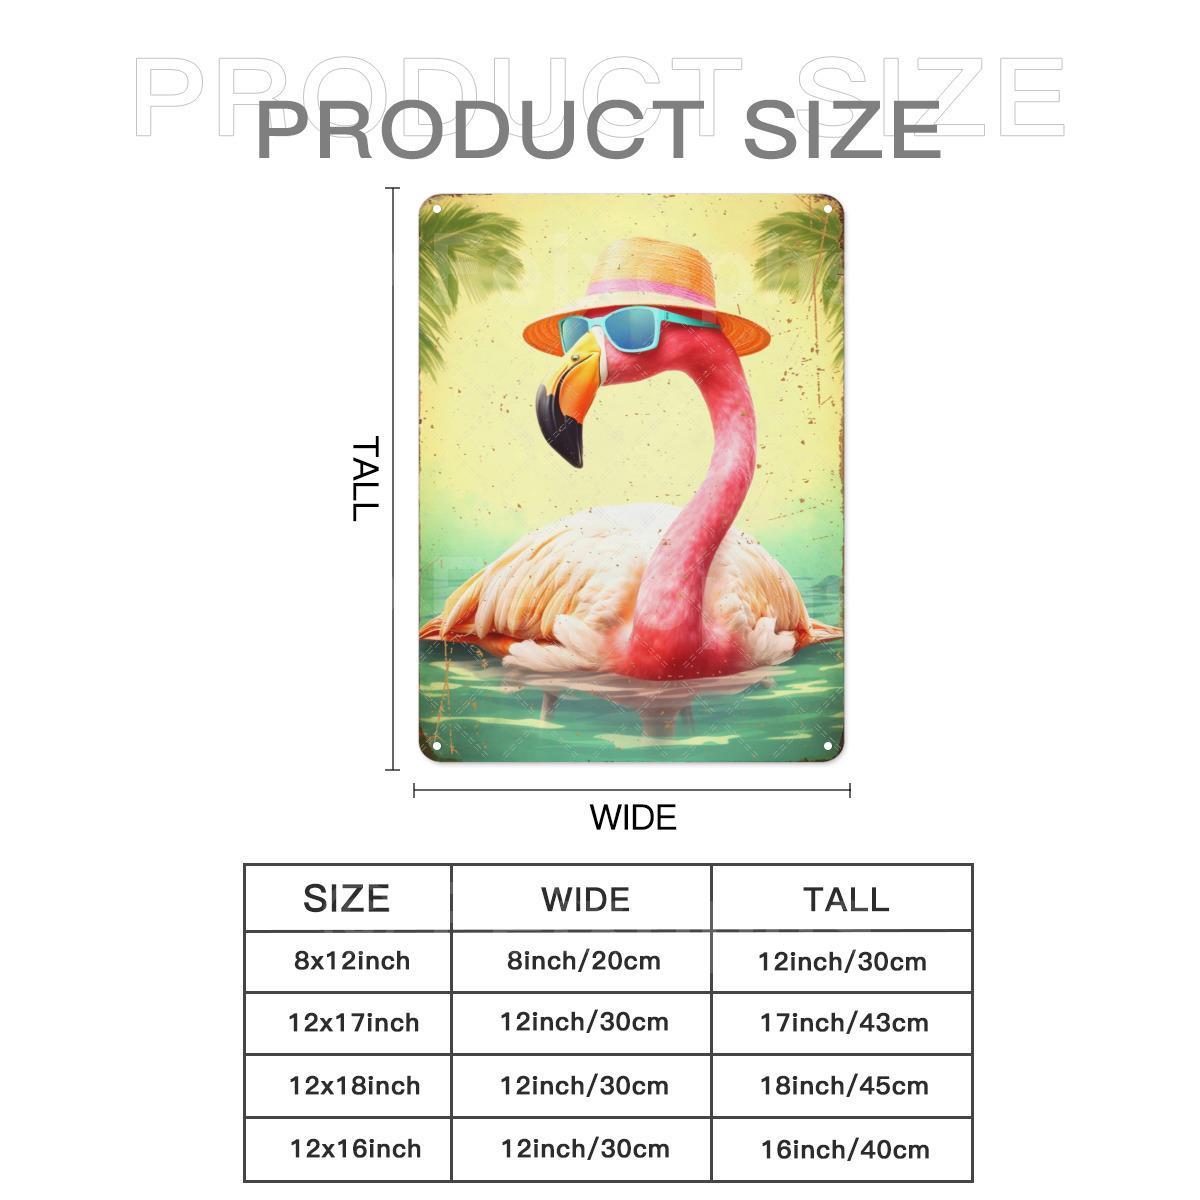 PRODUCT SIZE
PRODUCT SIZE
TALL
WIDE
SIZE WIDE TALL
8x12inch 8inch/20cm 12inch/30cm
12x17inch 12inch/30cm 17inch/43cm
12x18inch 12inch/30cm 18inch/45cm
12x16inch 12inch/30cm 16inch/40cm